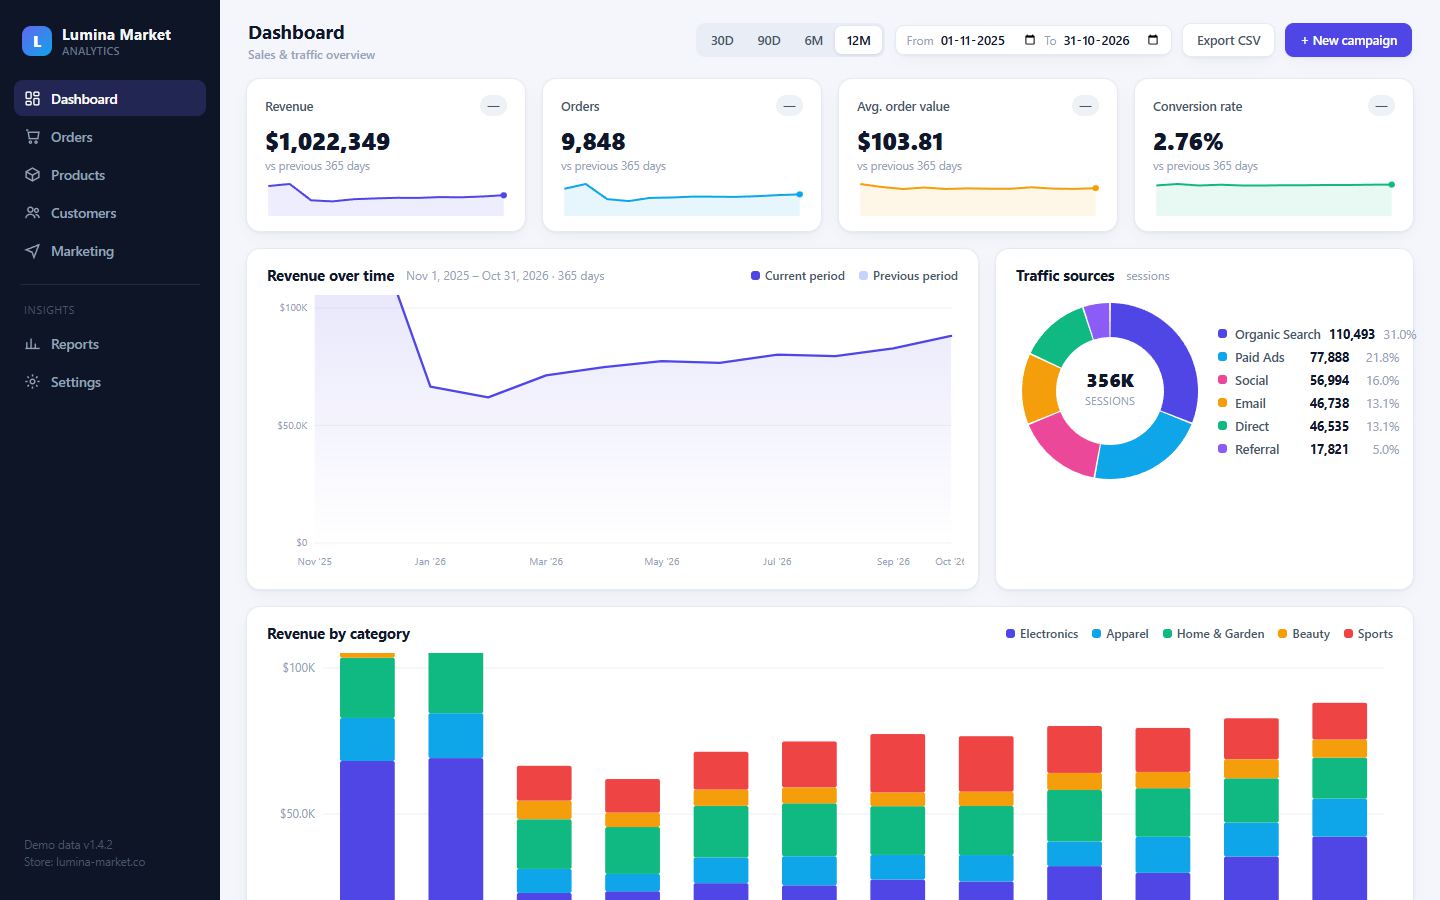 L
Lumina Market
ANALYTICS
Dashboard
Orders
Products
Customers
Marketing
INSIGHTS
Reports
Settings
Demo data v1.4.2
Store: lumina-market.co
Dashboard
Sales & traffic overview
30D 90D 6M 12M
From 01-11-2025 To 31-10-2026
Export CSV
+ New campaign
Revenue —
$1,022,349
vs previous 365 days
Orders —
9,848
vs previous 365 days
Avg. order value —
$103.81
vs previous 365 days
Conversion rate —
2.76%
vs previous 365 days
Revenue over time Nov 1, 2025 – Oct 31, 2026 · 365 days
Current period Previous period
$100K
$50.0K
$0
Nov '25 Jan '26 Mar '26 May '26 Jul '26 Sep '26 Oct '26
Traffic sources sessions
356K
SESSIONS
Organic Search 110,493 31.0%
Paid Ads 77,888 21.8%
Social 56,994 16.0%
Email 46,738 13.1%
Direct 46,535 13.1%
Referral 17,821 5.0%
Revenue by category
Electronics Apparel Home & Garden Beauty Sports
$100K
$50.0K